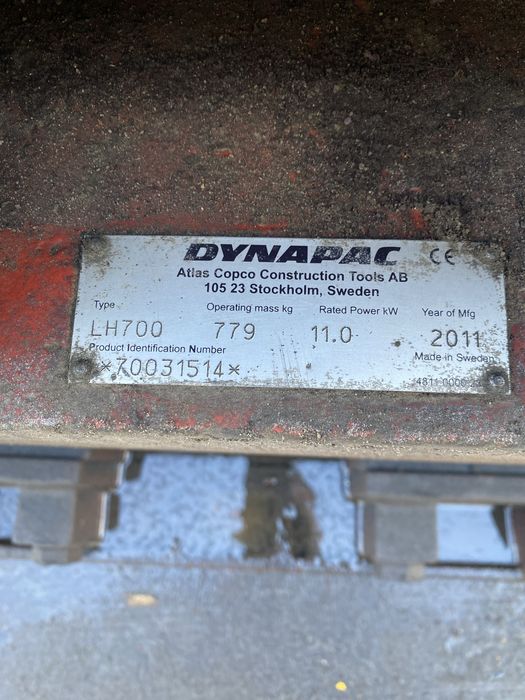 DYNAPAC CE
Atlas Copco Construction Tools AB
105 23 Stockholm, Sweden
Type Operating mass kg Rated Power kW Year of Mfg
LH700 779 11.0 2011
Product Identification Number Made in Sweden
*70031514*